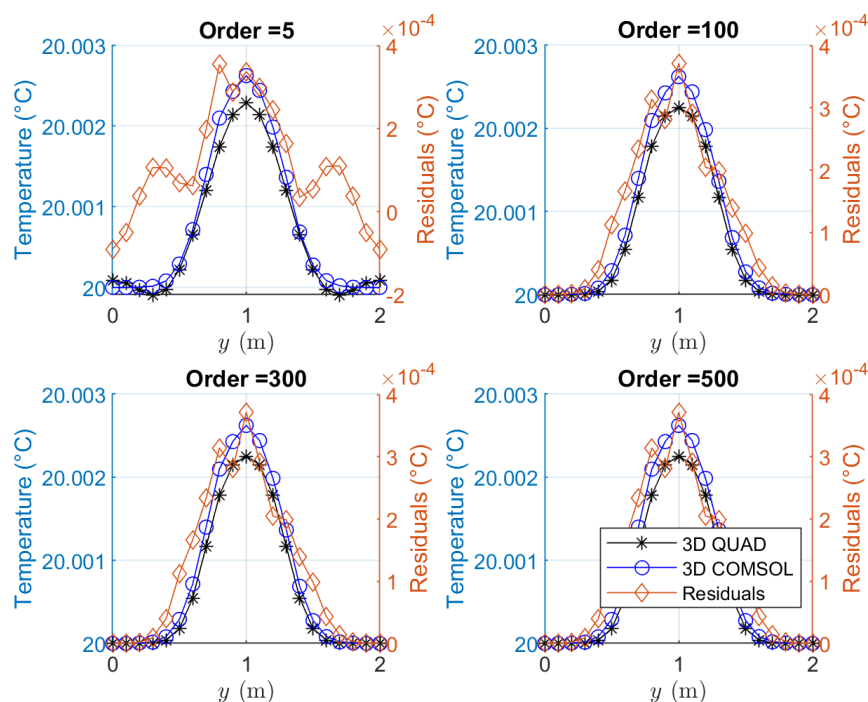 Order =5
×10⁻⁴
20.003
20.002
20.001
20
Temperature (°C)
4
2
0
-2
Residuals (°C)
0
1
2
y (m)
Order =100
×10⁻⁴
20.003
20.002
20.001
20
Temperature (°C)
4
3
2
1
0
Residuals (°C)
0
1
2
y (m)
Order =300
×10⁻⁴
20.003
20.002
20.001
20
Temperature (°C)
4
3
2
1
0
Residuals (°C)
0
1
2
y (m)
Order =500
×10⁻⁴
20.003
20.002
20.001
20
Temperature (°C)
4
3
2
1
0
Residuals (°C)
3D QUAD
3D COMSOL
Residuals
0
1
2
y (m)